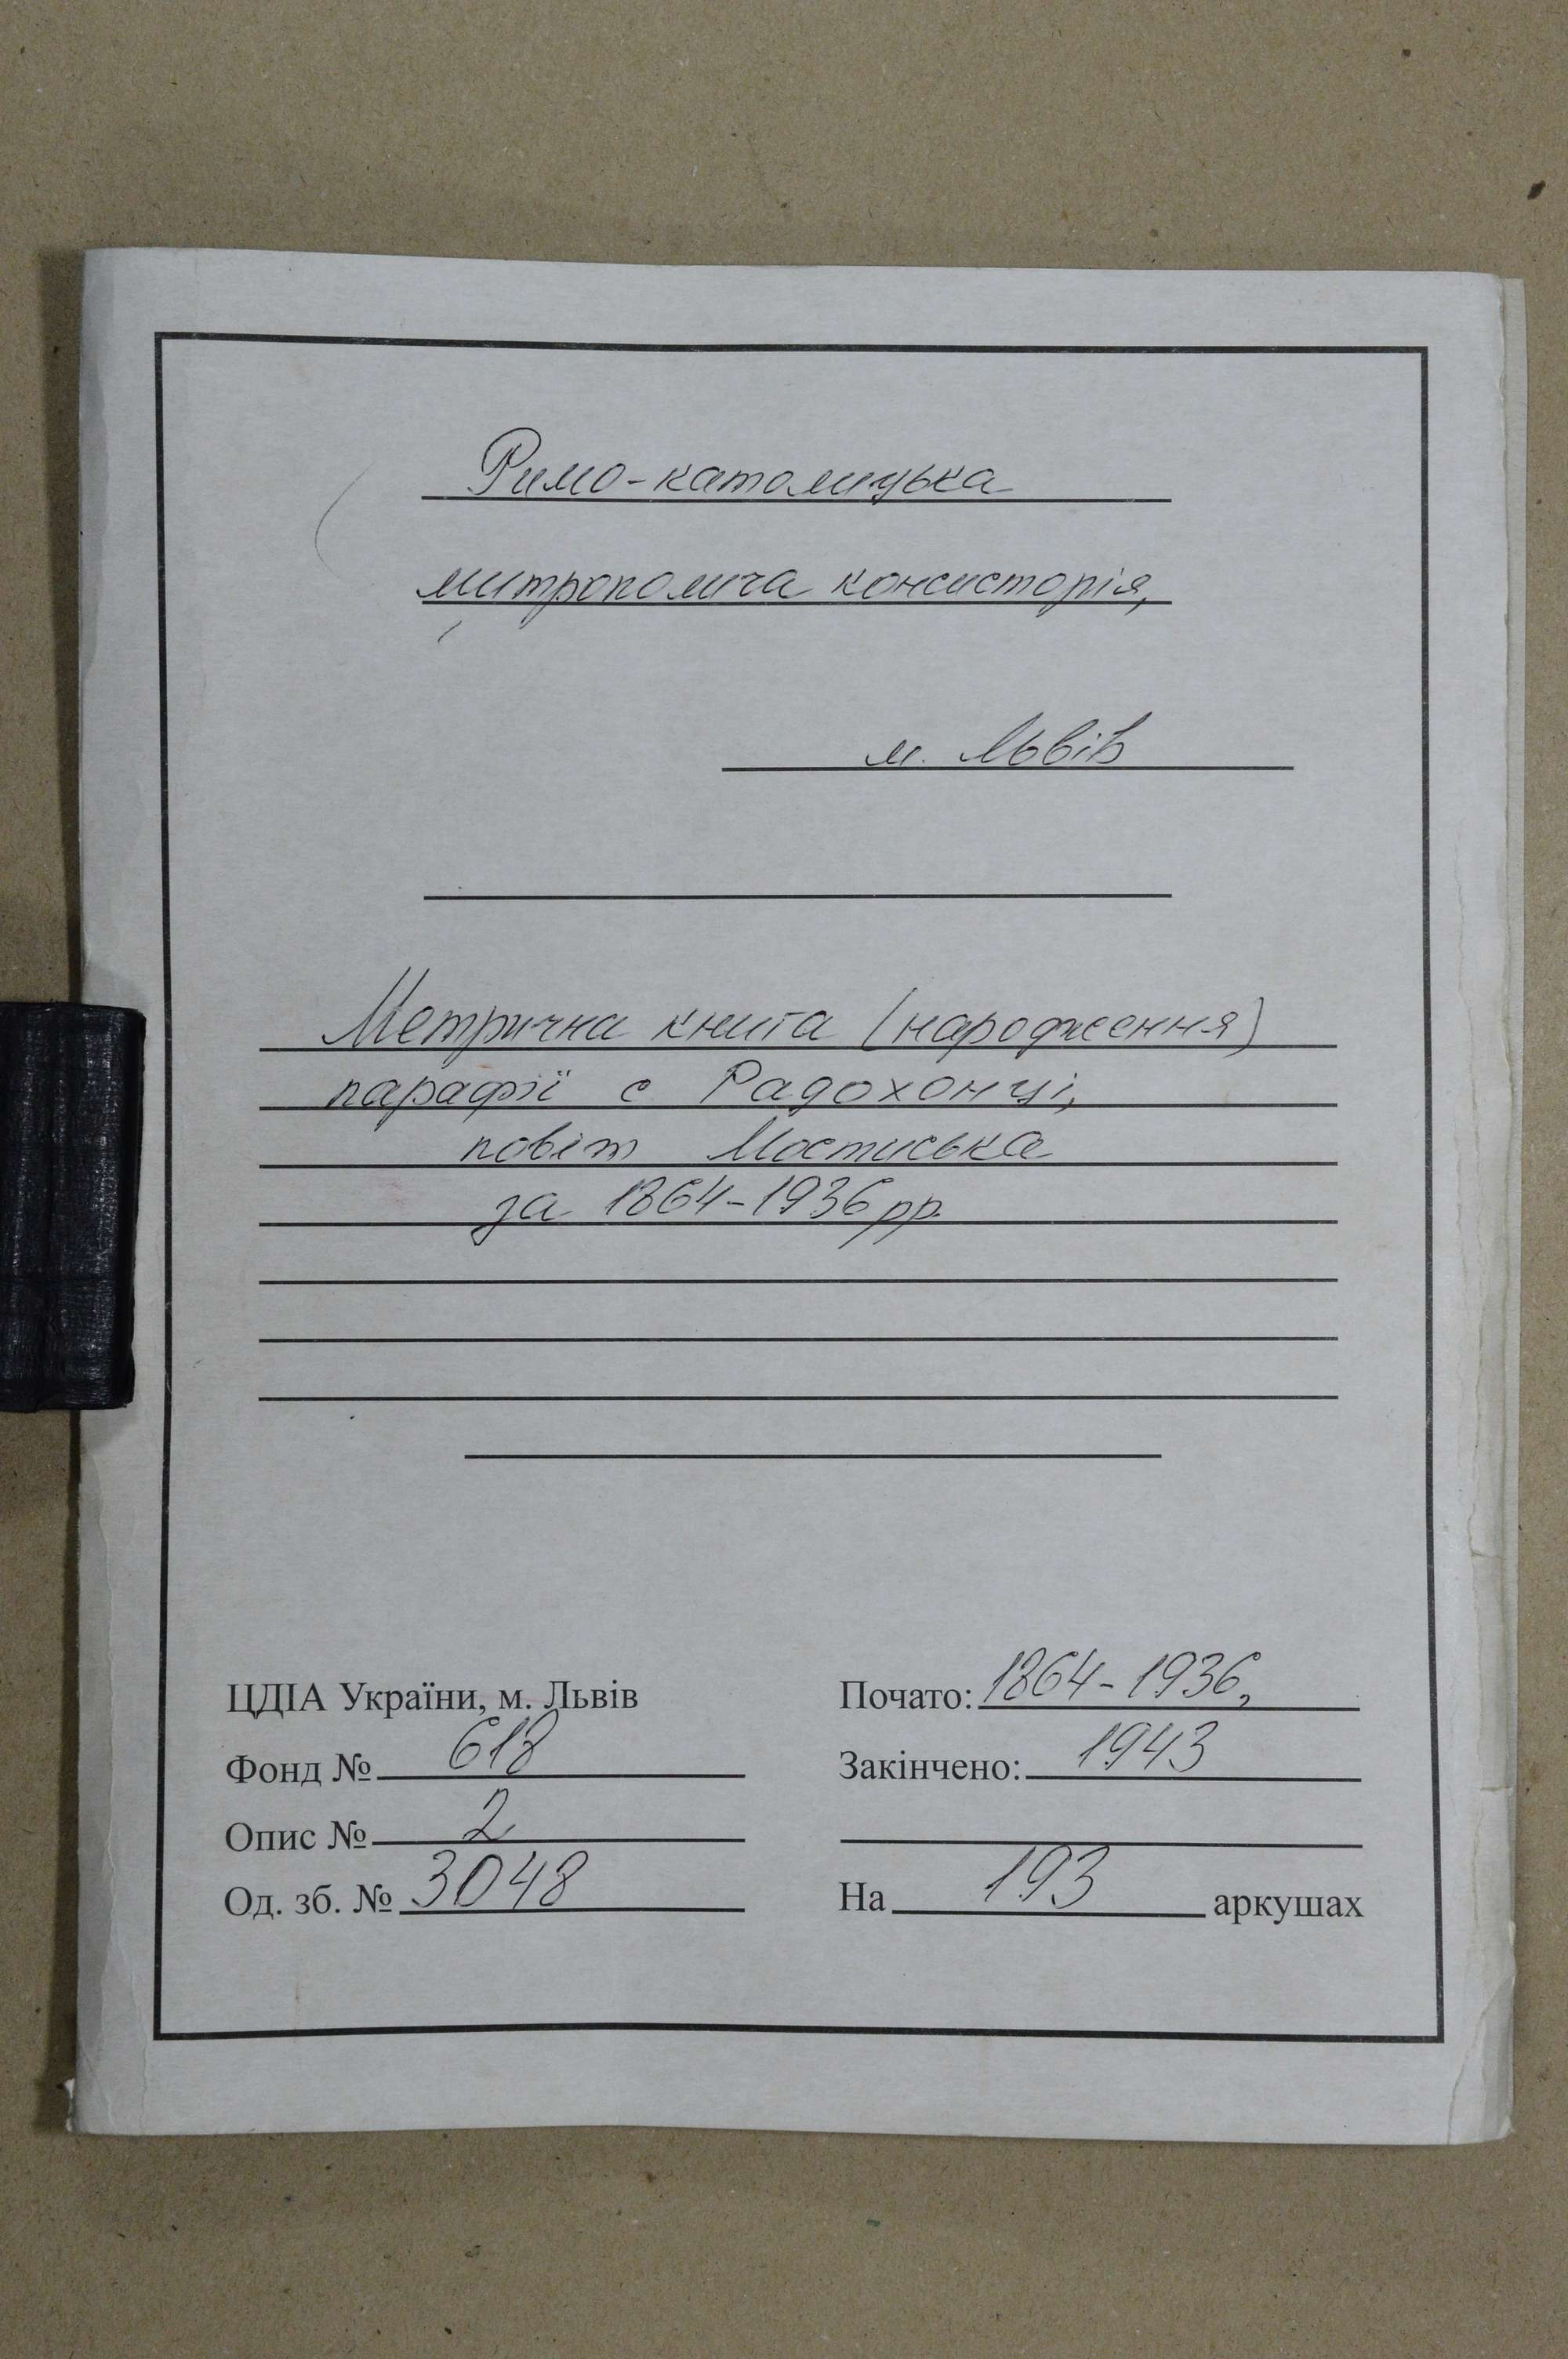 Римо-католицька
митрополича консисторія,
м. Львів
Метрична книга (народження)
парафії с Радохонці,
повіт Мостиська
за 1864-1936 рр.
ЦДІА України, м. Львів
Фонд № 618
Опис № 2
Од. зб. № 3048
Почато: 1864-1936,
Закінчено: 1943
На 193 аркушах